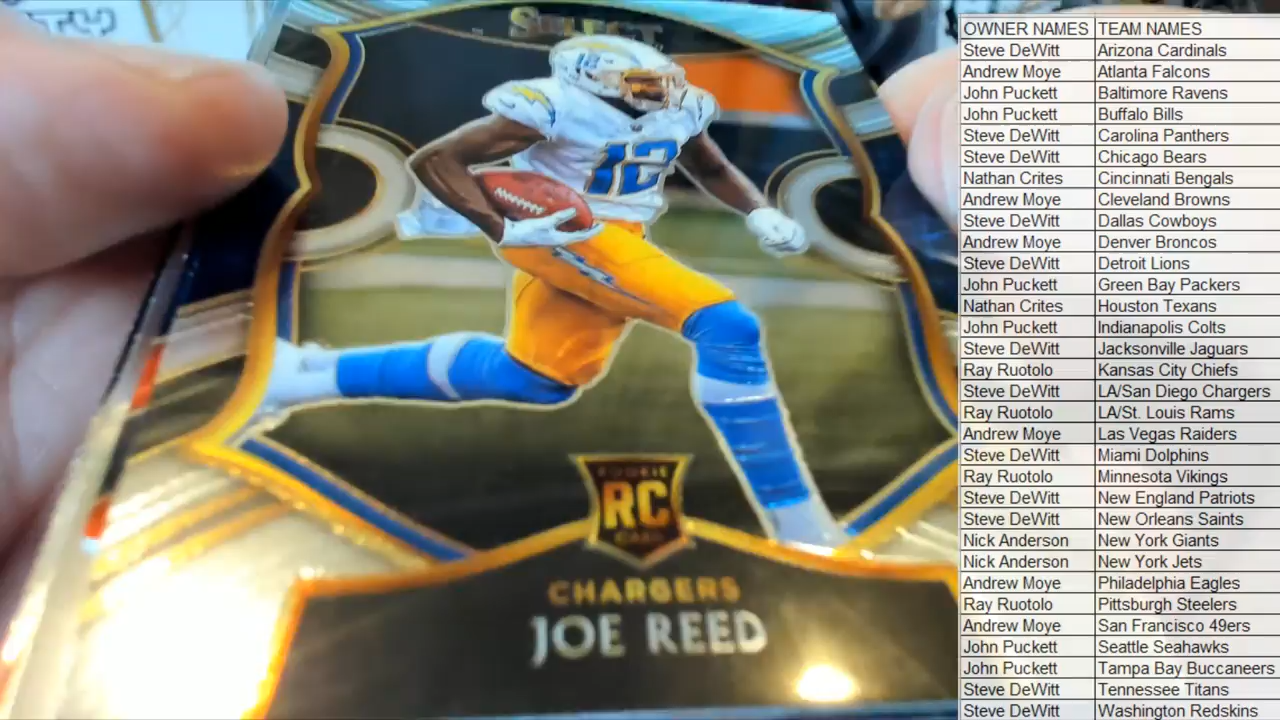 SELECT
12
12
ROOKIE
RC
CARD
CHARGERS
JOE REED
OWNER NAMES TEAM NAMES
Steve DeWitt Arizona Cardinals
Andrew Moye Atlanta Falcons
John Puckett Baltimore Ravens
John Puckett Buffalo Bills
Steve DeWitt Carolina Panthers
Steve DeWitt Chicago Bears
Nathan Crites Cincinnati Bengals
Andrew Moye Cleveland Browns
Steve DeWitt Dallas Cowboys
Andrew Moye Denver Broncos
Steve DeWitt Detroit Lions
John Puckett Green Bay Packers
Nathan Crites Houston Texans
John Puckett Indianapolis Colts
Steve DeWitt Jacksonville Jaguars
Ray Ruotolo Kansas City Chiefs
Steve DeWitt LA/San Diego Chargers
Ray Ruotolo LA/St. Louis Rams
Andrew Moye Las Vegas Raiders
Steve DeWitt Miami Dolphins
Ray Ruotolo Minnesota Vikings
Steve DeWitt New England Patriots
Steve DeWitt New Orleans Saints
Nick Anderson New York Giants
Nick Anderson New York Jets
Andrew Moye Philadelphia Eagles
Ray Ruotolo Pittsburgh Steelers
Andrew Moye San Francisco 49ers
John Puckett Seattle Seahawks
John Puckett Tampa Bay Buccaneers
Steve DeWitt Tennessee Titans
Steve DeWitt Washington Redskins